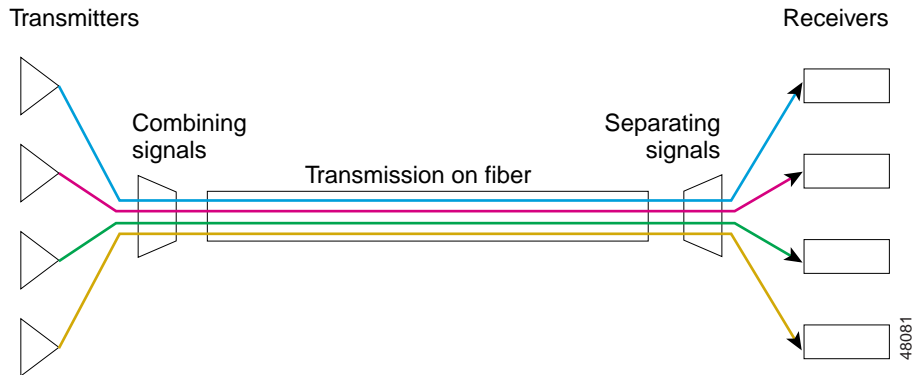 Transmitters
Receivers
Combining
signals
Separating
signals
Transmission on fiber
48081